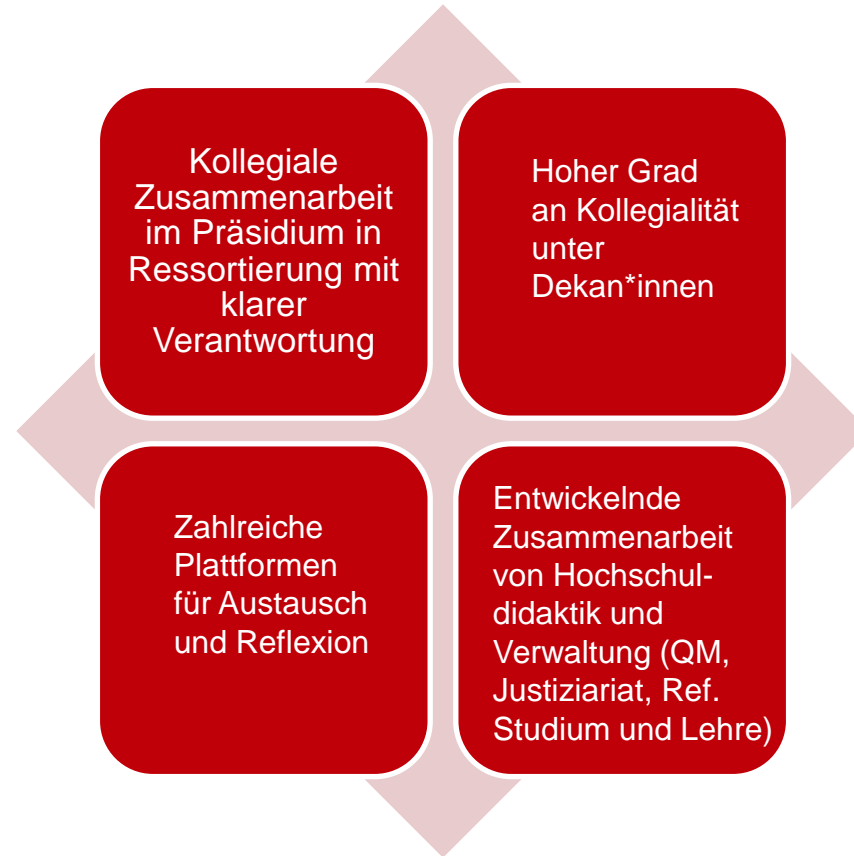 Kollegiale
Zusammenarbeit
im Präsidium in
Ressortierung mit
klarer
Verantwortung
Hoher Grad
an Kollegialität
unter
Dekan*innen
Zahlreiche
Plattformen
für Austausch
und Reflexion
Entwickelnde
Zusammenarbeit
von Hochschul-
didaktik und
Verwaltung (QM,
Justiziariat, Ref.
Studium und Lehre)